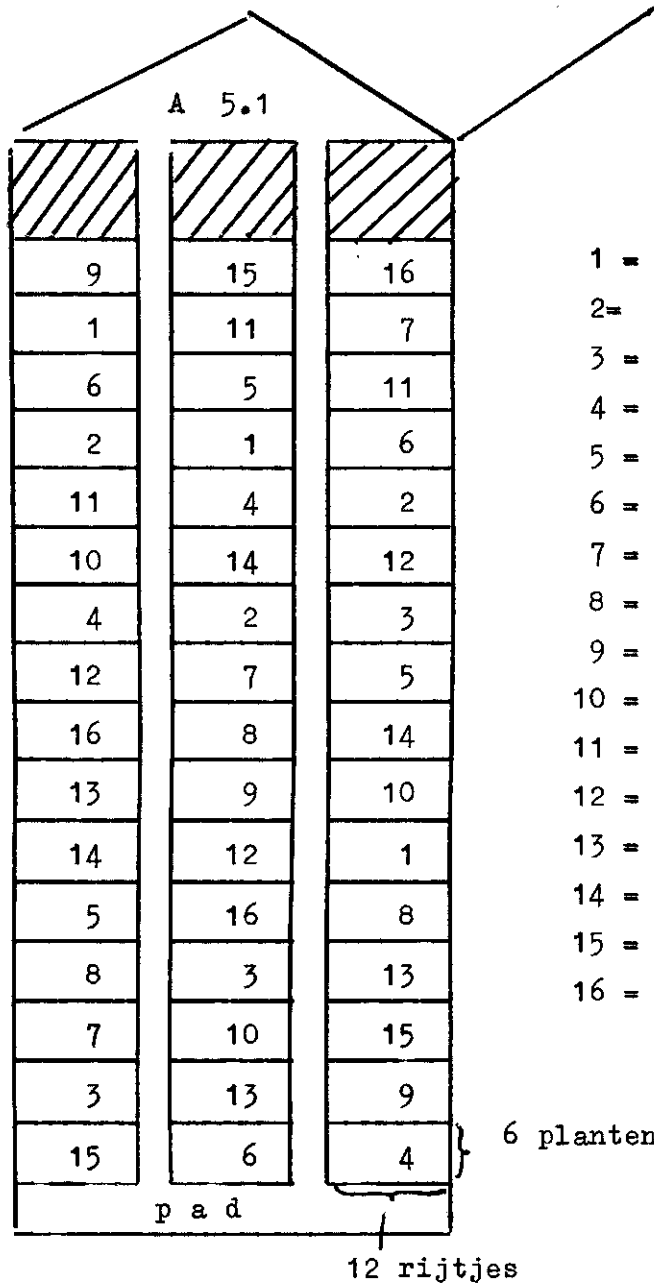 A 5.1
9 15 16
1 11 7
6 5 11
2 1 6
11 4 2
10 14 12
4 2 3
12 7 5
16 8 14
13 9 10
14 12 1
5 16 8
8 3 13
7 10 15
3 13 9
15 6 4
pad
12 rijtjes
6 planten
1 =
2=
3 =
4 =
5 =
6 =
7 =
8 =
9 =
10 =
11 =
12 =
13 =
14 =
15 =
16 =